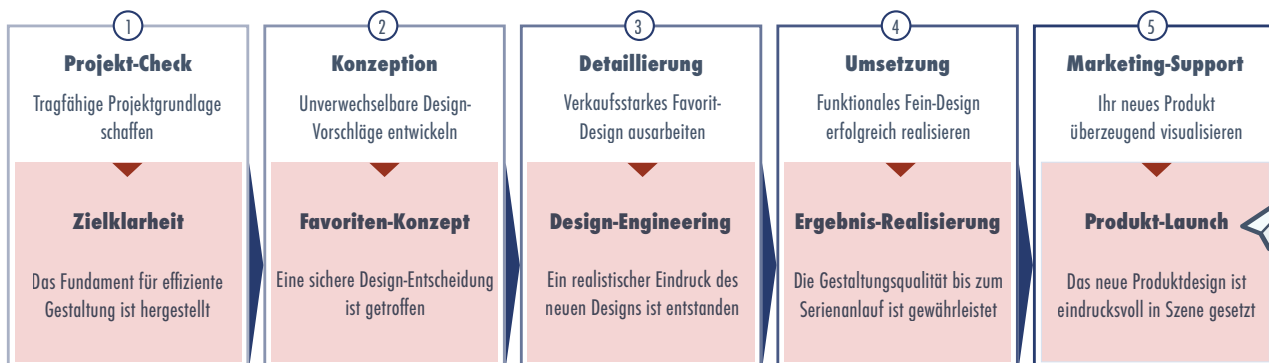 1
Projekt-Check
Tragfähige Projektgrundlage
schaffen
Zielklarheit
Das Fundament für effiziente
Gestaltung ist hergestellt
2
Konzeption
Unverwechselbare Design-
Vorschläge entwickeln
Favoriten-Konzept
Eine sichere Design-Entscheidung
ist getroffen
3
Detaillierung
Verkaufsstarkes Favorit-
Design ausarbeiten
Design-Engineering
Ein realistischer Eindruck des
neuen Designs ist entstanden
4
Umsetzung
Funktionales Fein-Design
erfolgreich realisieren
Ergebnis-Realisierung
Die Gestaltungsqualität bis zum
Serienanlauf ist gewährleistet
5
Marketing-Support
Ihr neues Produkt
überzeugend visualisieren
Produkt-Launch
Das neue Produktdesign ist
eindrucksvoll in Szene gesetzt